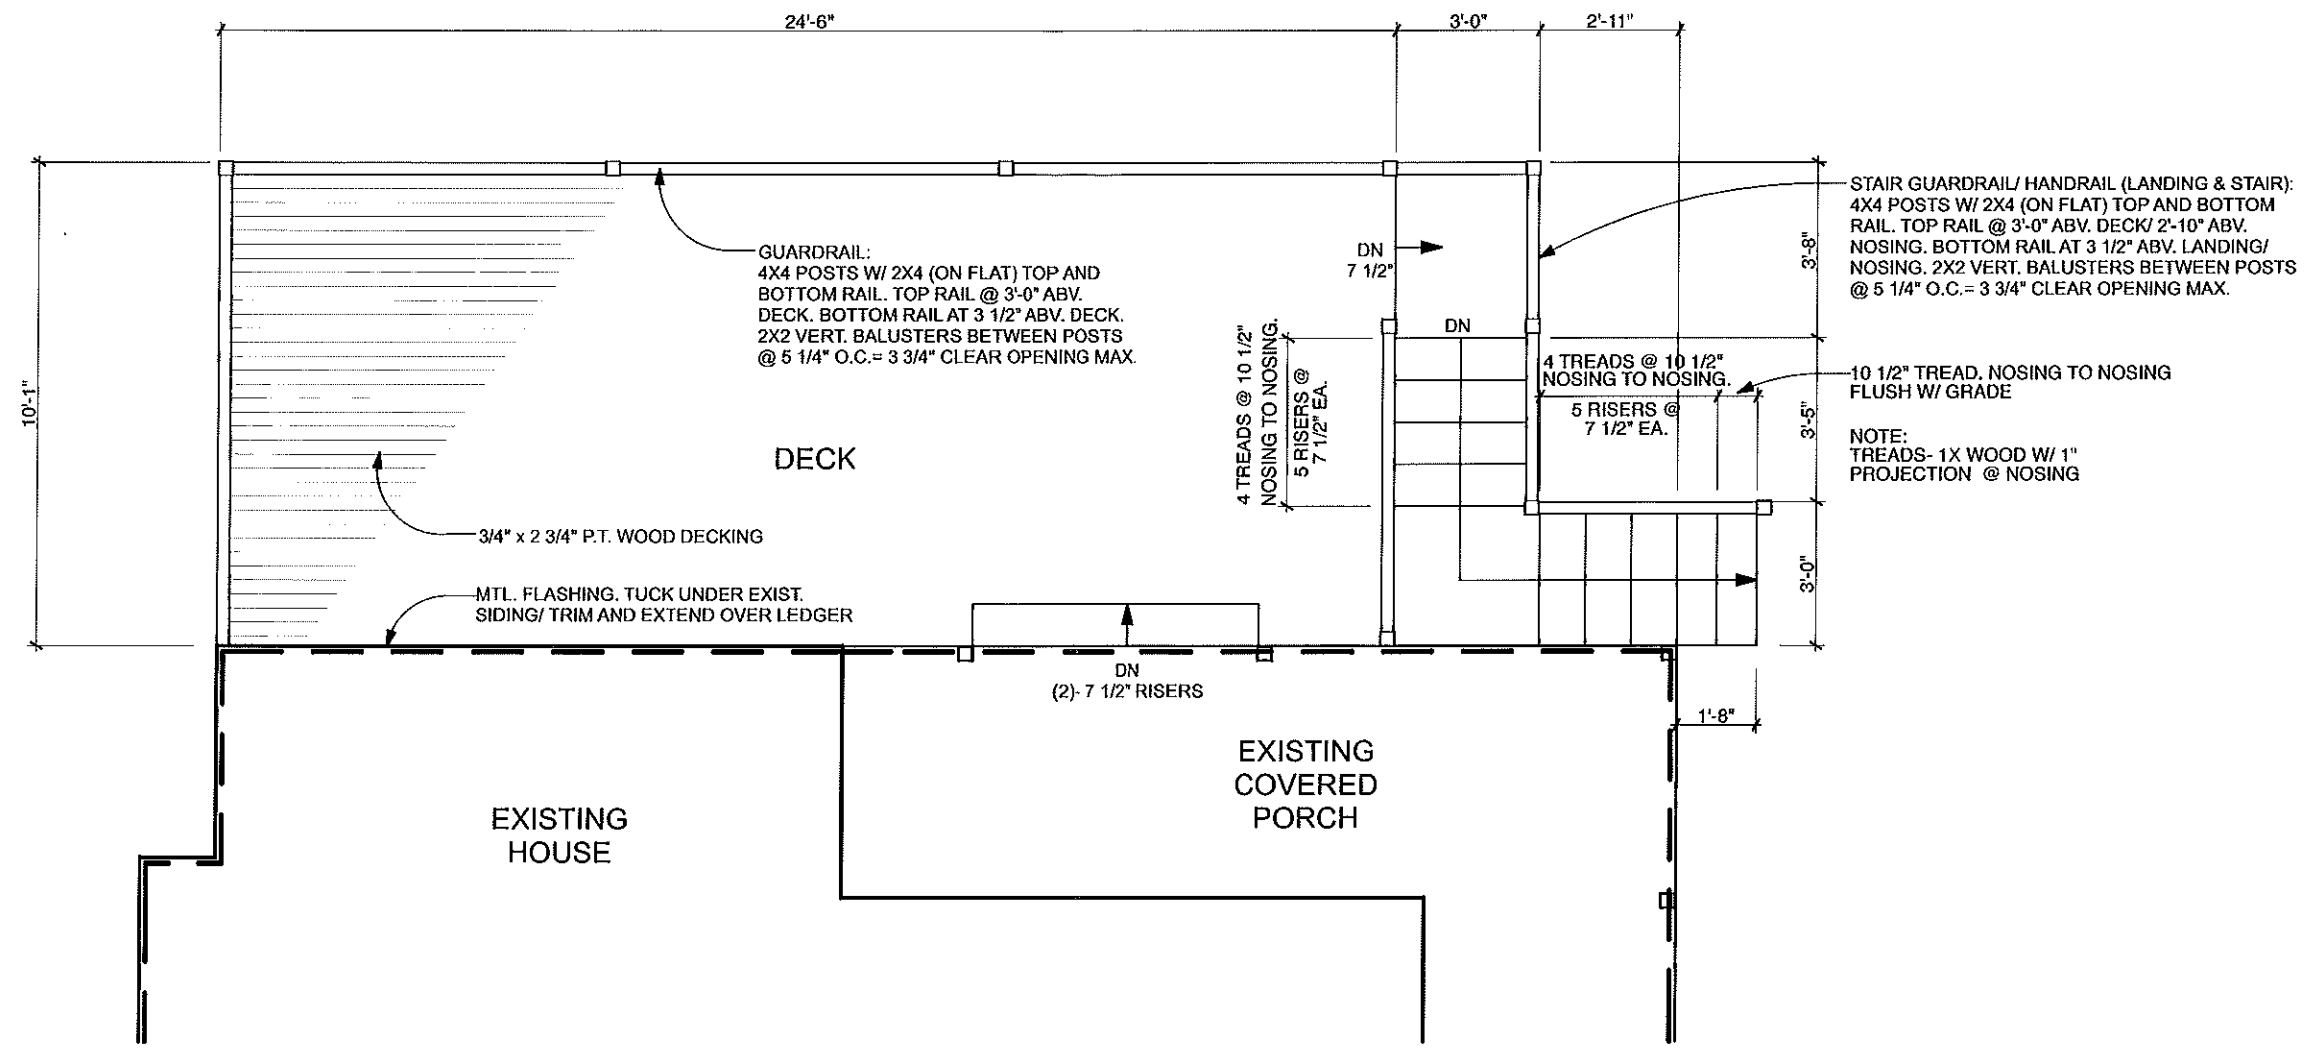 24'-6"
3'-0"
2'-11"
10'-1"
GUARDRAIL:
4X4 POSTS W/ 2X4 (ON FLAT) TOP AND
BOTTOM RAIL. TOP RAIL @ 3'-0" ABV.
DECK. BOTTOM RAIL AT 3 1/2" ABV. DECK.
2X2 VERT. BALUSTERS BETWEEN POSTS
@ 5 1/4" O.C.= 3 3/4" CLEAR OPENING MAX.
DN
7 1/2"
STAIR GUARDRAIL/ HANDRAIL (LANDING & STAIR):
4X4 POSTS W/ 2X4 (ON FLAT) TOP AND BOTTOM
RAIL. TOP RAIL @ 3'-0" ABV. DECK/ 2'-10" ABV.
NOSING. BOTTOM RAIL AT 3 1/2" ABV. LANDING/
NOSING. 2X2 VERT. BALUSTERS BETWEEN POSTS
@ 5 1/4" O.C.= 3 3/4" CLEAR OPENING MAX.
3'-8"
DN
4 TREADS @ 10 1/2"
NOSING TO NOSING.
5 RISERS @
7 1/2" EA.
4 TREADS @ 10 1/2"
NOSING TO NOSING.
5 RISERS @
7 1/2" EA.
10 1/2" TREAD. NOSING TO NOSING
FLUSH W/ GRADE
3'-5"
NOTE:
TREADS- 1X WOOD W/ 1"
PROJECTION @ NOSING
DECK
3/4" x 2 3/4" P.T. WOOD DECKING
MTL. FLASHING. TUCK UNDER EXIST.
SIDING/ TRIM AND EXTEND OVER LEDGER
3'-0"
DN
(2)- 7 1/2" RISERS
1'-8"
EXISTING
COVERED
PORCH
EXISTING
HOUSE